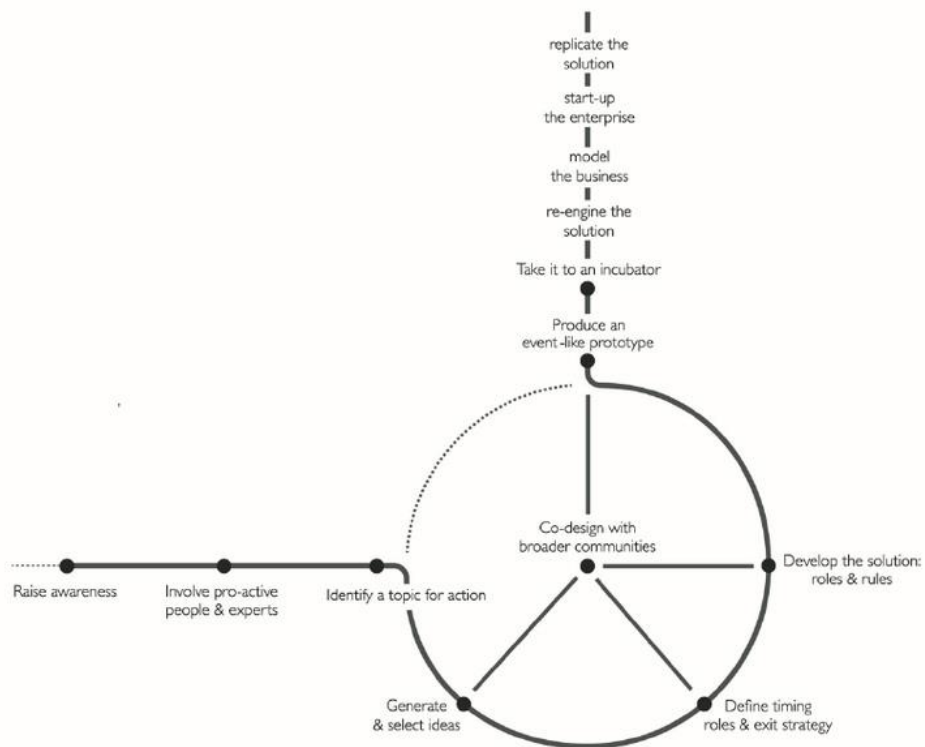 replicate the
solution
start-up
the enterprise
model
the business
re-engine the
solution
Take it to an incubator
Produce an
event-like prototype
Co-design with
broader communities
Develop the solution:
roles & rules
Raise awareness
Involve pro-active
people & experts
Identify a topic for action
Generate
& select ideas
Define timing
roles & exit strategy